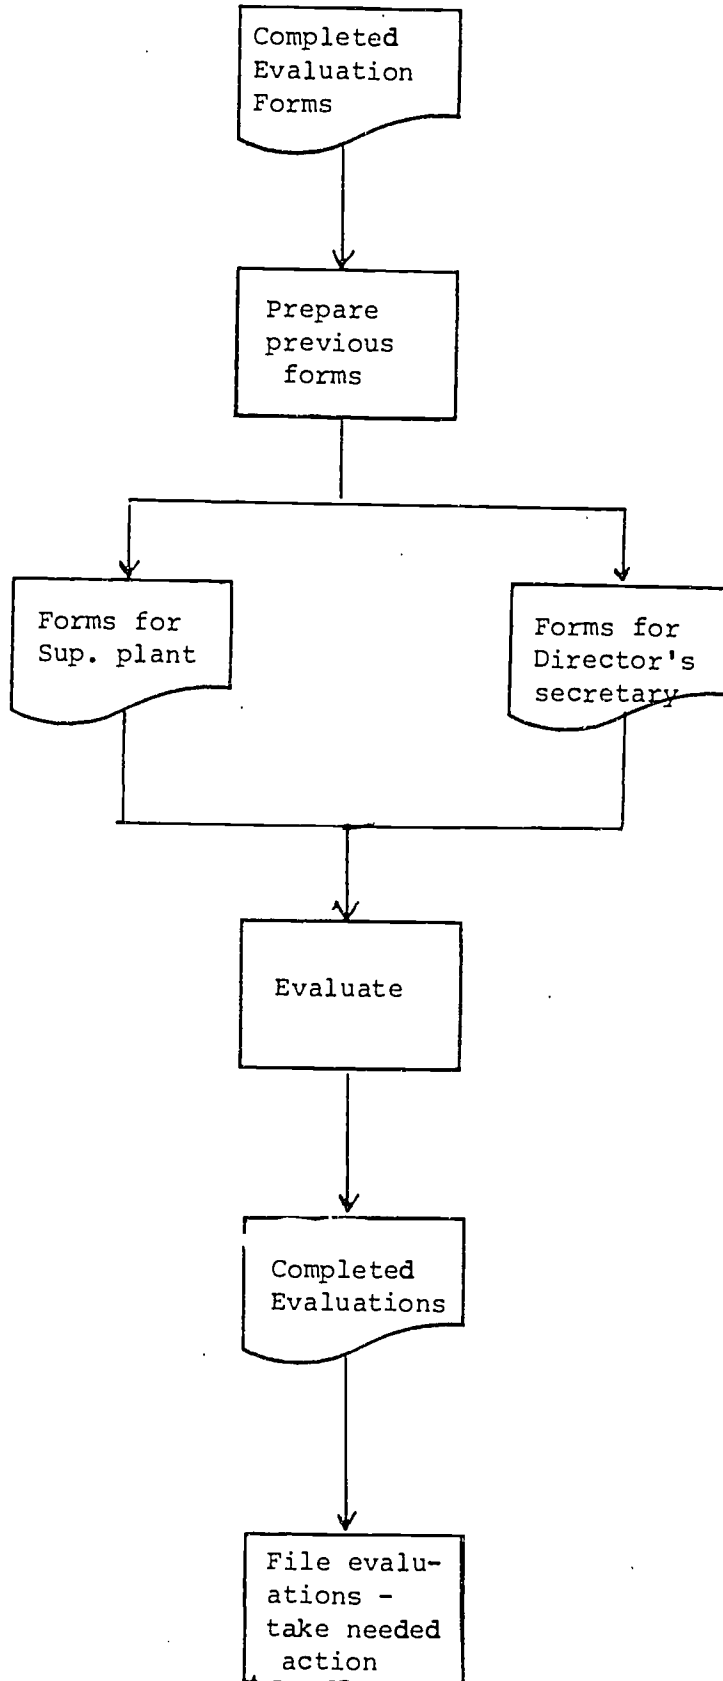 Completed
Evaluation
Forms
Prepare
previous
forms
Forms for
Sup. plant
Forms for
Director's
secretary
Evaluate
Completed
Evaluations
File evalu-
ations -
take needed
action